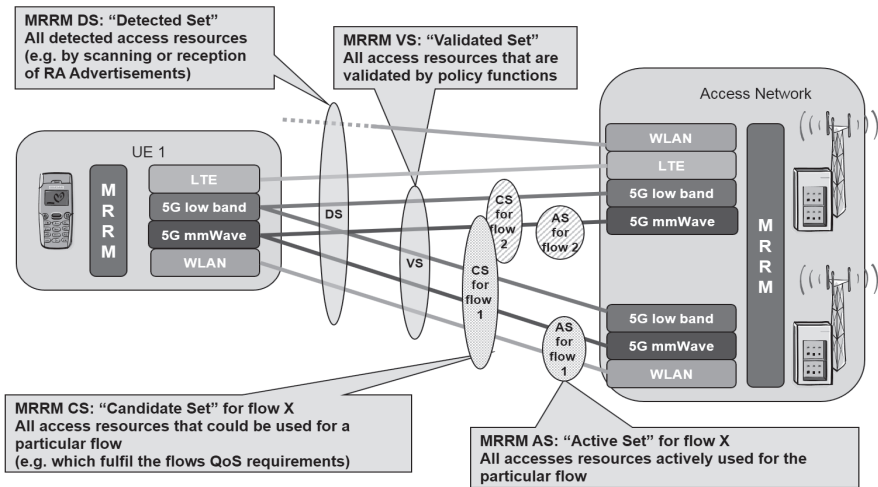 MRRM DS: “Detected Set”
All detected access resources
(e.g. by scanning or reception
of RA Advertisements)
MRRM VS: “Validated Set”
All access resources that are
validated by policy functions
Access Network
UE 1
MRRM
LTE
5G low band
5G mmWave
WLAN
DS
VS
CS
for
flow
2
AS
for
flow 2
CS
for
flow
1
AS
for
flow
1
WLAN
LTE
5G low band
5G mmWave
MRRM
5G low band
5G mmWave
WLAN
MRRM CS: “Candidate Set” for flow X
All access resources that could be used for a
particular flow
(e.g. which fulfil the flows QoS requirements)
MRRM AS: “Active Set” for flow X
All accesses resources actively used for the
particular flow